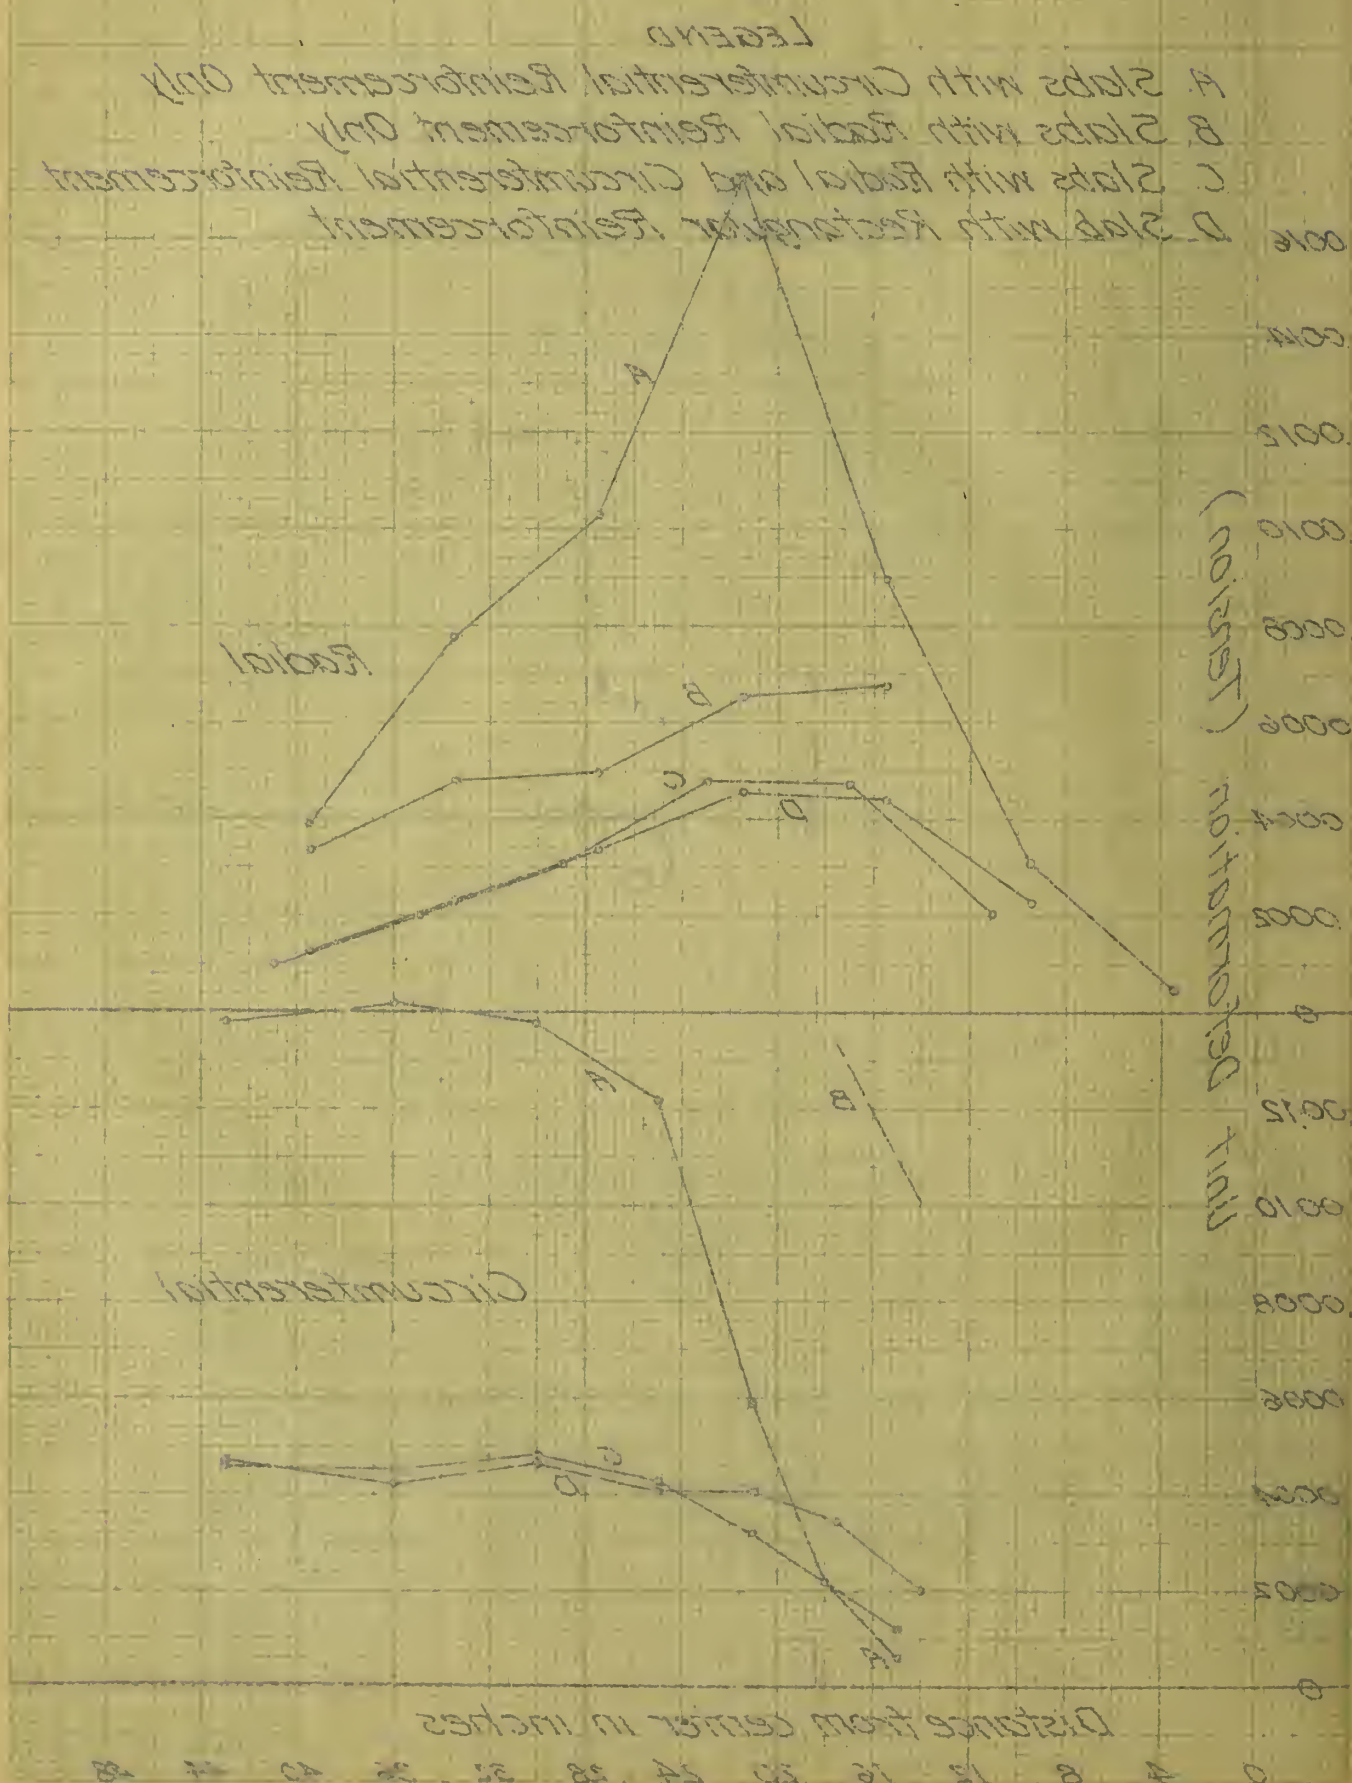 LEGEND
A. Slabs with Circumferential Reinforcement Only
B. Slabs with Radial Reinforcement Only
C. Slabs with Radial and Circumferential Reinforcement
D. Slab with Rectangular Reinforcement
.0016
.0014
.0012
.0010
.0008
.0006
.0004
.0002
0
A
Radial
B
C
D
Unit Deformation (Tension)
.0012
.0010
.0008
.0006
.0004
.0002
0
A
B
Circumferential
C
D
A
Distance from center in inches
0 4 8 12 16 20 24 28 32 36 40 44 48